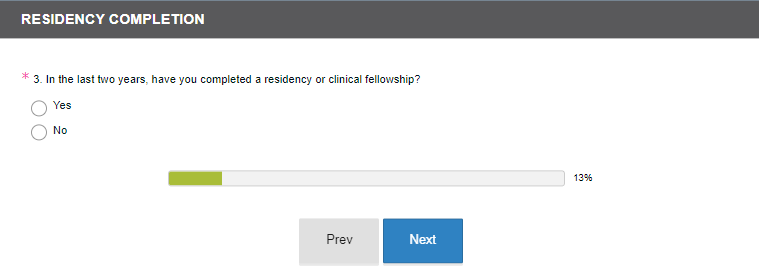 RESIDENCY COMPLETION
* 3. In the last two years, have you completed a residency or clinical fellowship?
Yes
No
13%
Prev
Next